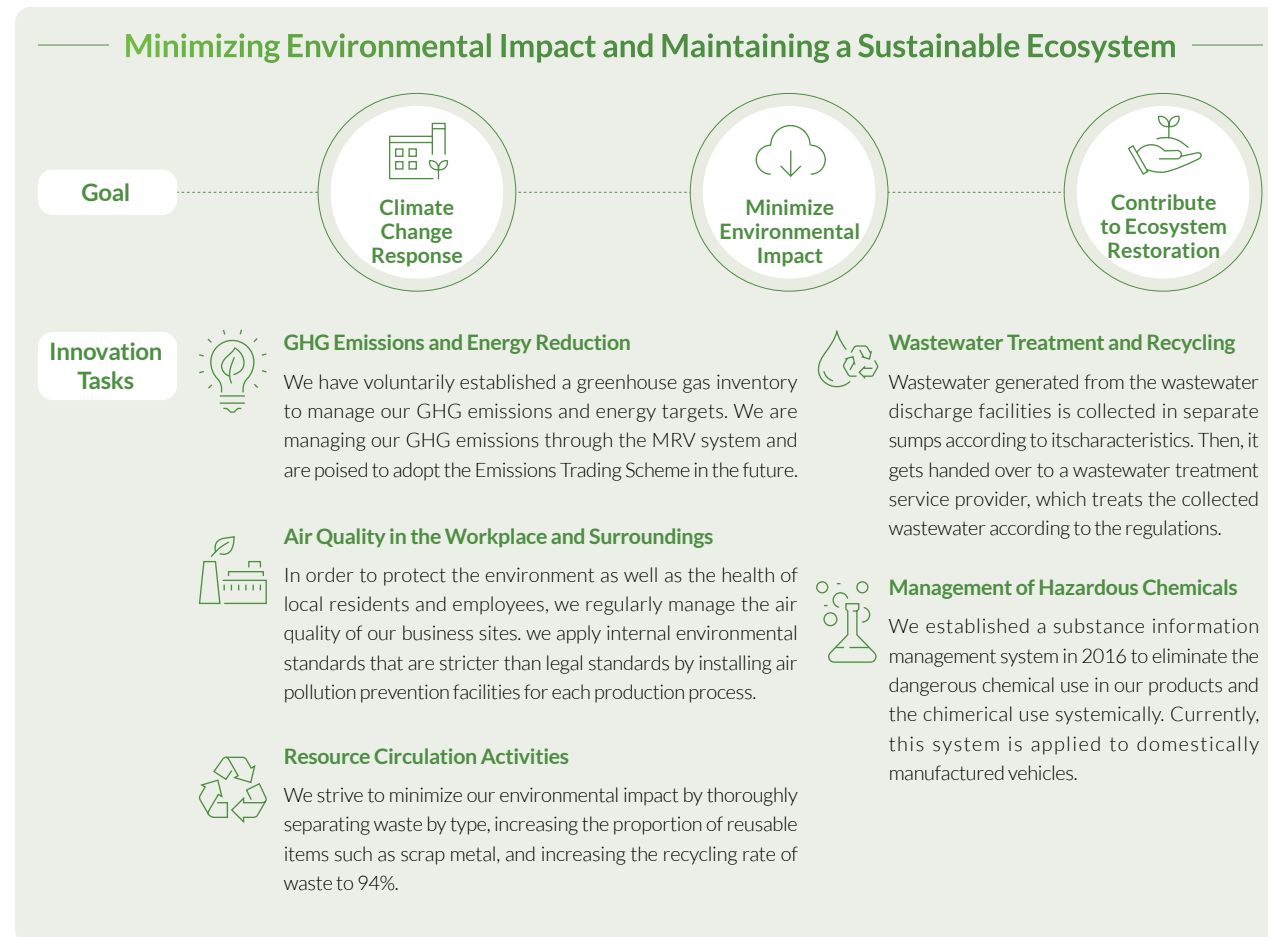 Minimizing Environmental Impact and Maintaining a Sustainable Ecosystem
Goal
Climate
Change
Response
Minimize
Environmental
Impact
Contribute
to Ecosystem
Restoration
Innovation
Tasks
GHG Emissions and Energy Reduction
We have voluntarily established a greenhouse gas inventory
to manage our GHG emissions and energy targets. We are
managing our GHG emissions through the MRV system and
are poised to adopt the Emissions Trading Scheme in the future.
Air Quality in the Workplace and Surroundings
In order to protect the environment as well as the health of
local residents and employees, we regularly manage the air
quality of our business sites. we apply internal environmental
standards that are stricter than legal standards by installing air
pollution prevention facilities for each production process.
Resource Circulation Activities
We strive to minimize our environmental impact by thoroughly
separating waste by type, increasing the proportion of reusable
items such as scrap metal, and increasing the recycling rate of
waste to 94%.
Wastewater Treatment and Recycling
Wastewater generated from the wastewater
discharge facilities is collected in separate
sumps according to itscharacteristics. Then, it
gets handed over to a wastewater treatment
service provider, which treats the collected
wastewater according to the regulations.
Management of Hazardous Chemicals
We established a substance information
management system in 2016 to eliminate the
dangerous chemical use in our products and
the chimerical use systemically. Currently,
this system is applied to domestically
manufactured vehicles.